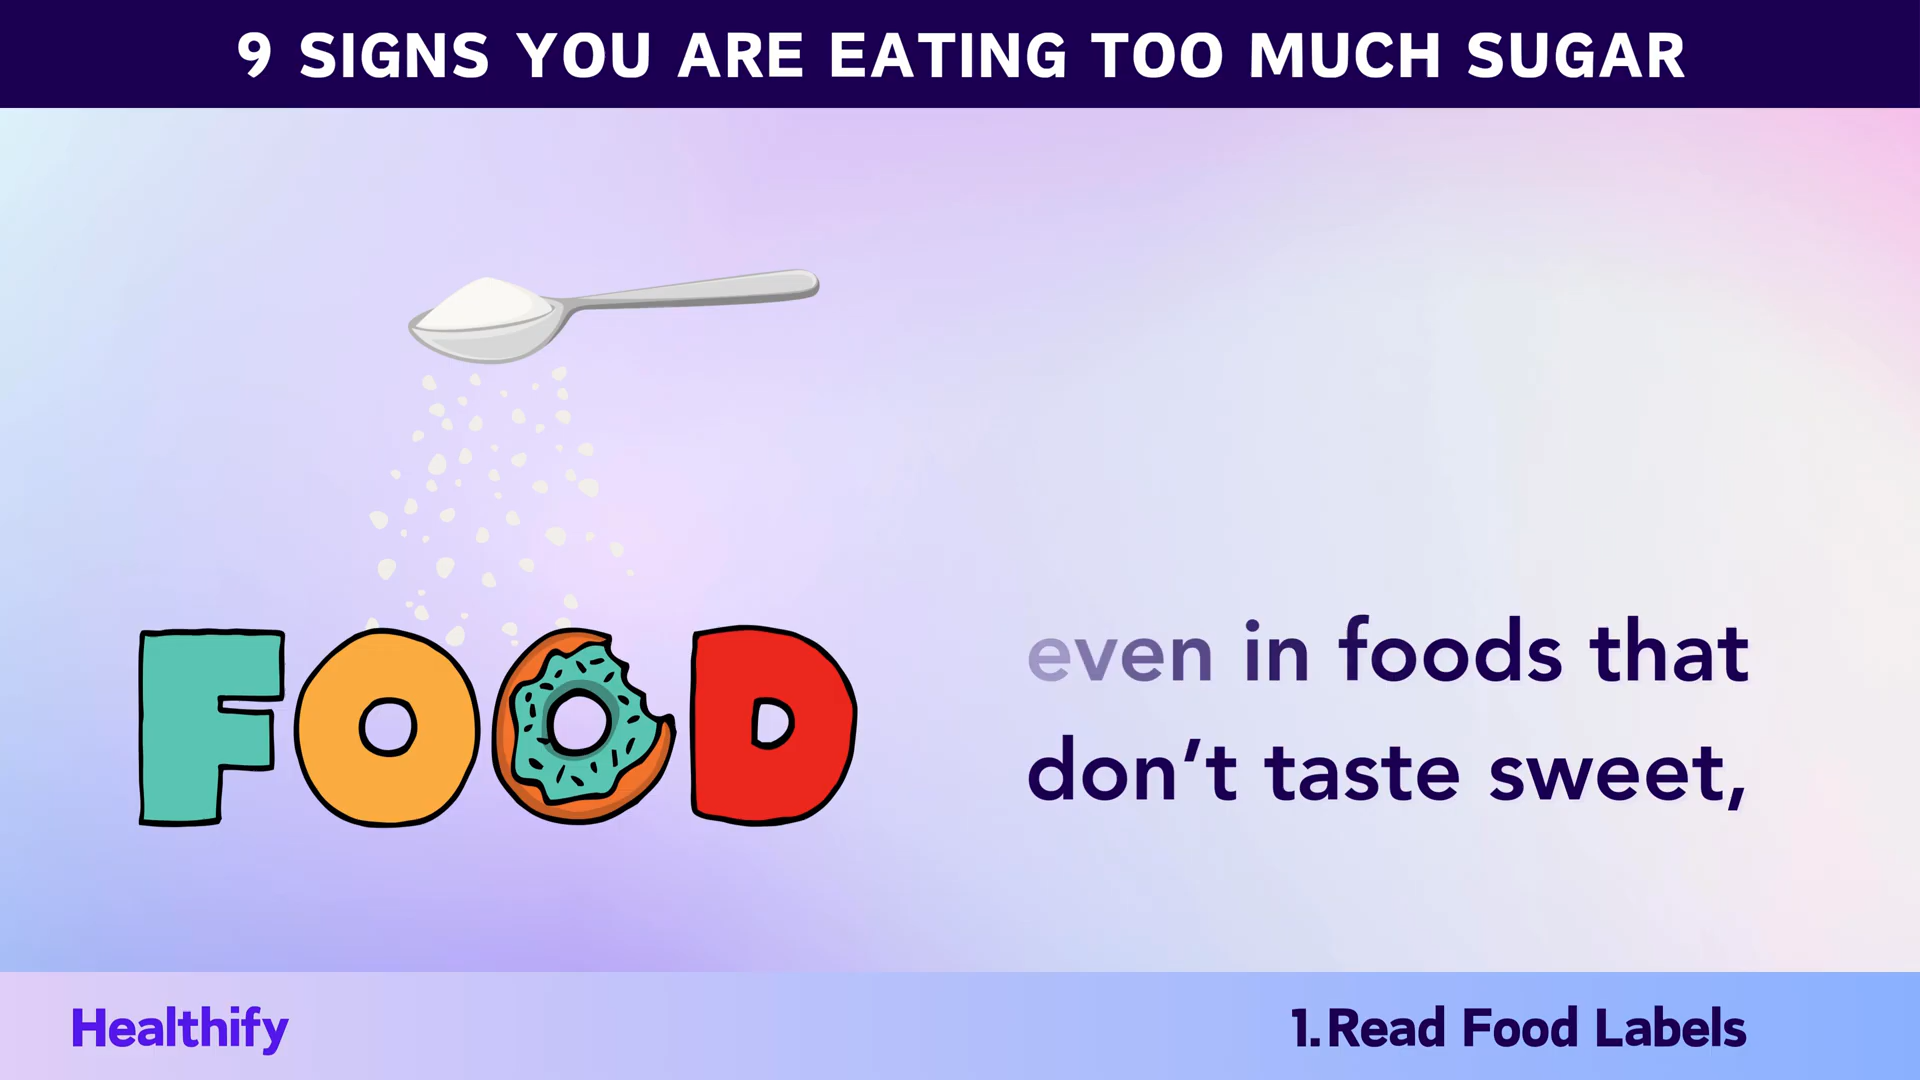 9 SIGNS YOU ARE EATING TOO MUCH SUGAR
FOOD
even in foods that
don’t taste sweet,
Healthify
1. Read Food Labels